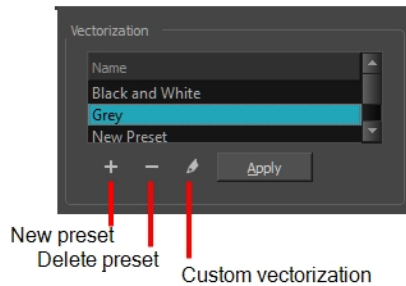 Vectorization
Name
Black and White
Grey
New Preset
Apply
New preset
Delete preset
Custom vectorization